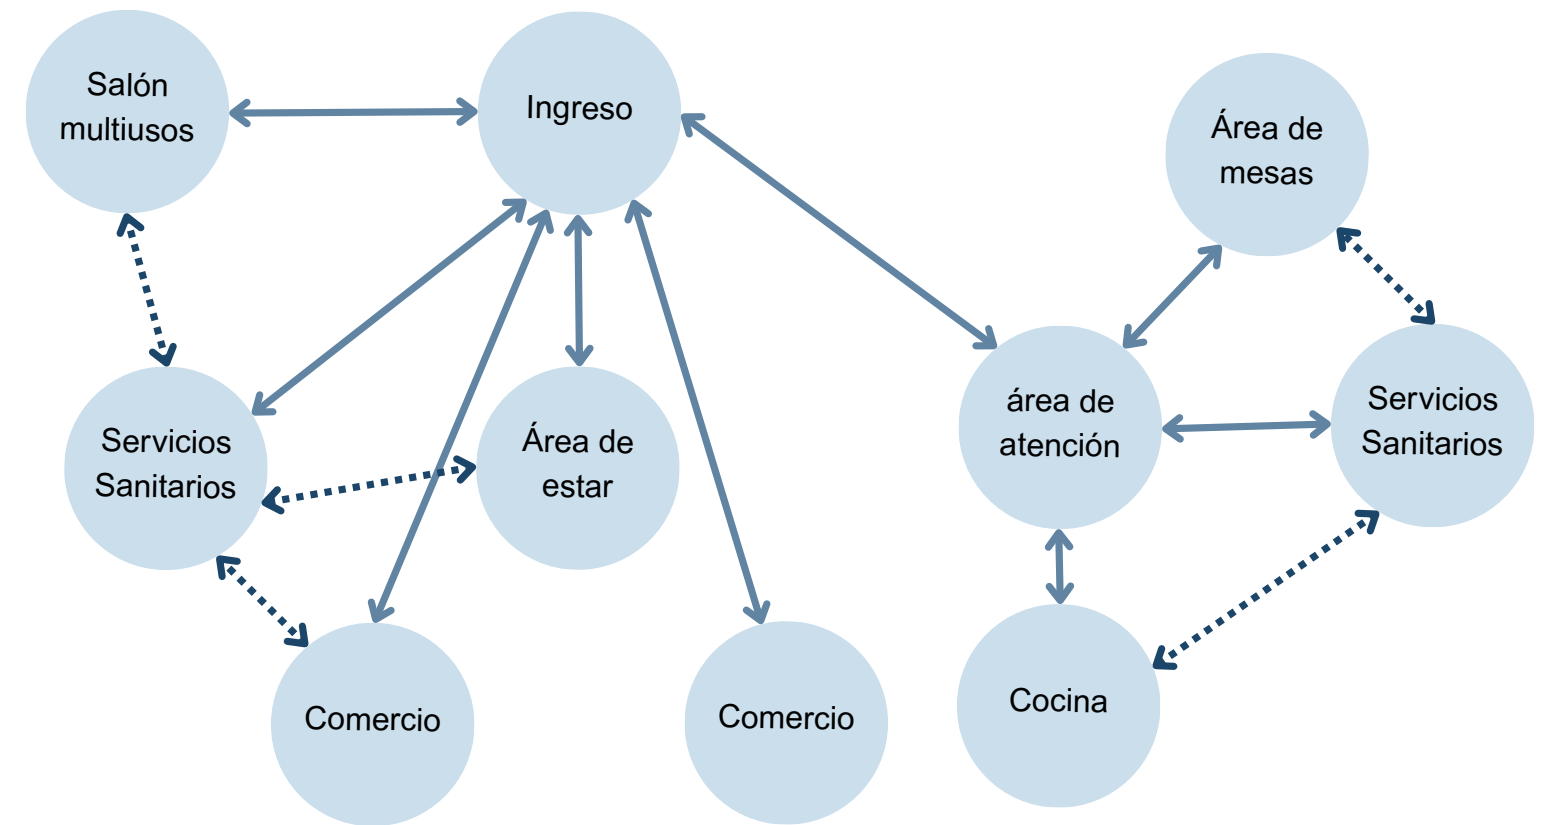 Salón
multiusos
Ingreso
Área de
mesas
Servicios
Sanitarios
Área de
estar
área de
atención
Servicios
Sanitarios
Comercio
Comercio
Cocina